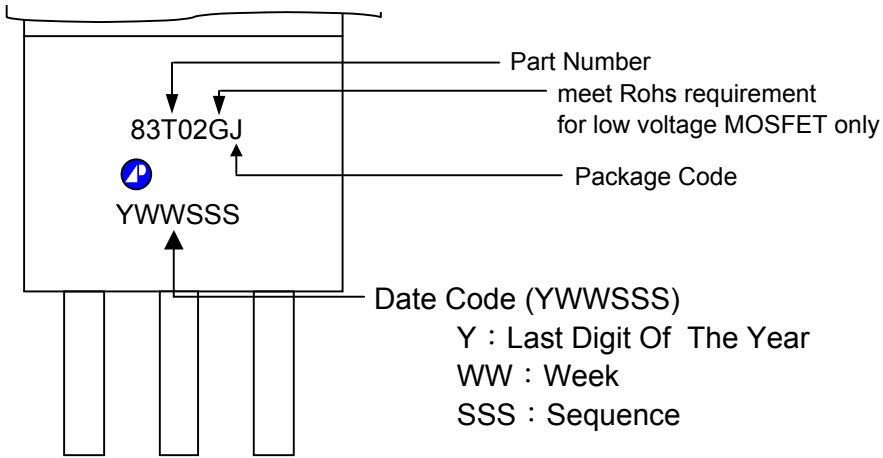 Part Number
meet Rohs requirement
for low voltage MOSFET only
83T02GJ
Package Code
YWWSSS
Date Code (YWWSSS)
Y：Last Digit Of The Year
WW：Week
SSS：Sequence